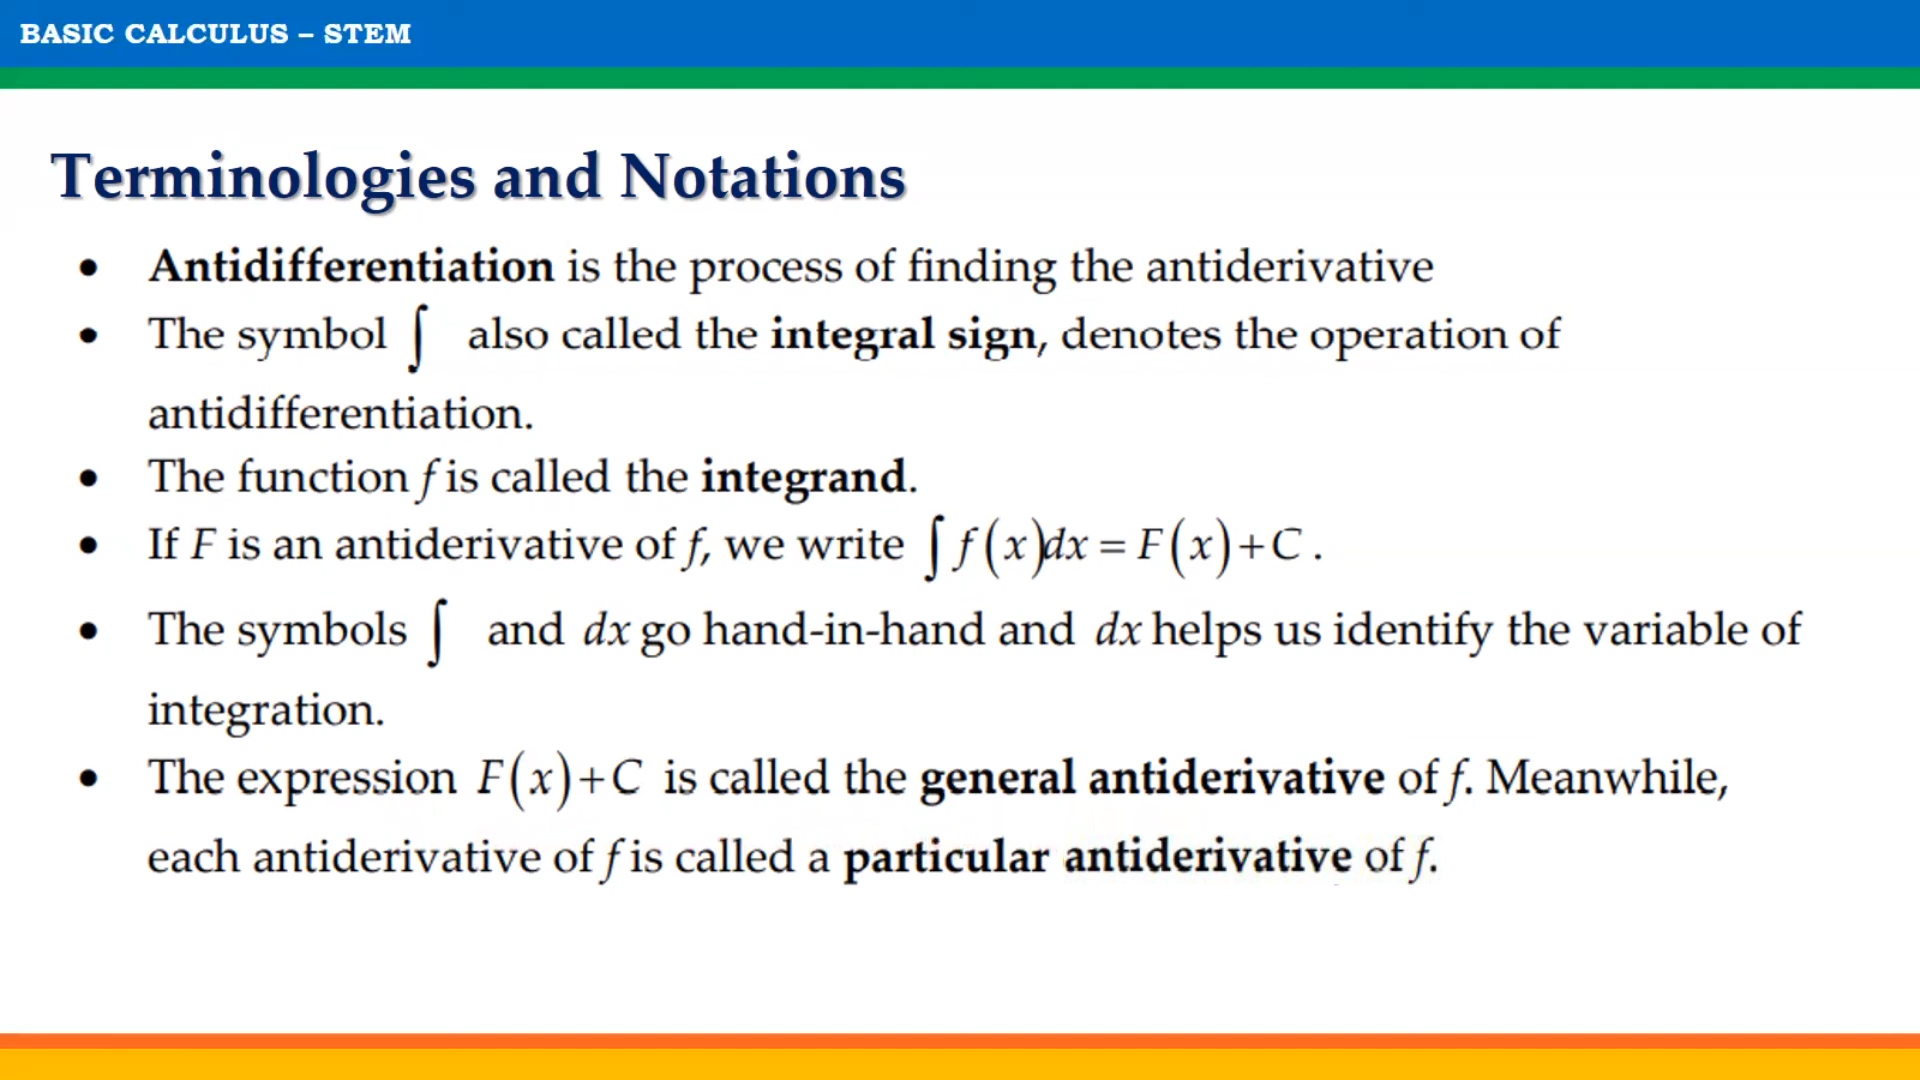 BASIC CALCULUS – STEM
Terminologies and Notations
• Antidifferentiation is the process of finding the antiderivative
• The symbol ∫ also called the integral sign, denotes the operation of
antidifferentiation.
• The function f is called the integrand.
• If F is an antiderivative of f, we write ∫ f(x)dx = F(x)+C .
• The symbols ∫ and dx go hand-in-hand and dx helps us identify the variable of
integration.
• The expression F(x)+C is called the general antiderivative of f. Meanwhile,
each antiderivative of f is called a particular antiderivative of f.